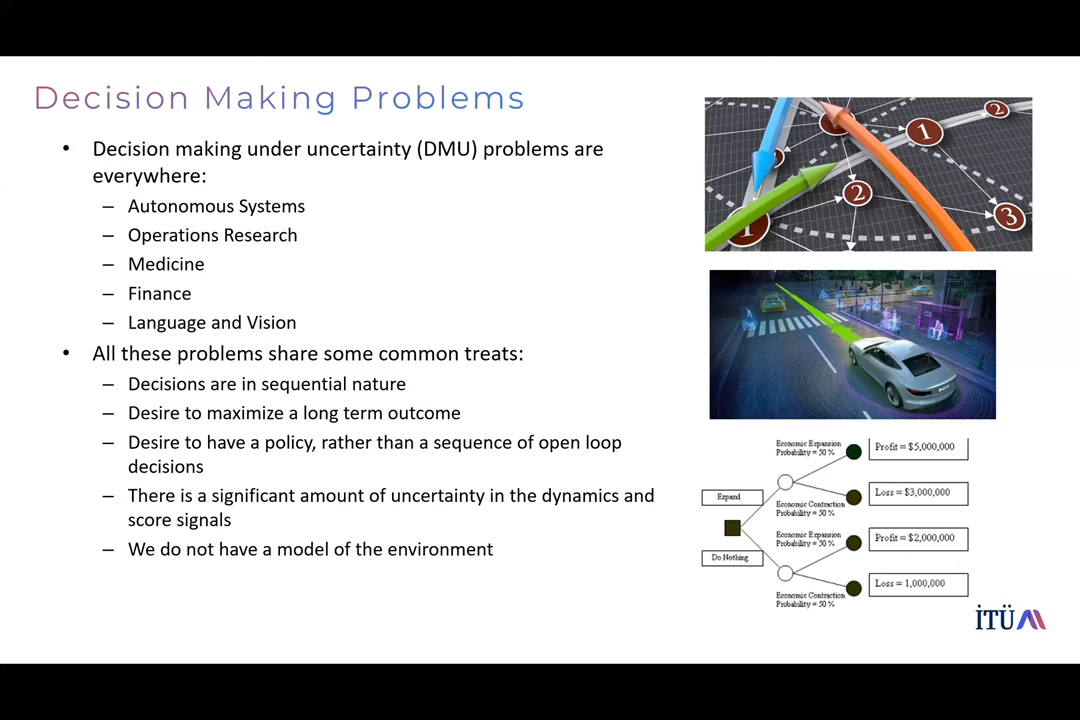 Decision Making Problems
• Decision making under uncertainty (DMU) problems are
everywhere:
– Autonomous Systems
– Operations Research
– Medicine
– Finance
– Language and Vision
• All these problems share some common treats:
– Decisions are in sequential nature
– Desire to maximize a long term outcome
– Desire to have a policy, rather than a sequence of open loop
decisions
– There is a significant amount of uncertainty in the dynamics and
score signals
– We do not have a model of the environment
1
2
2
3
1
Economic Expansion
Probability = 50 %
Profit = $5,000,000
Expand
Loss = $3,000,000
Economic Contraction
Probability = 50 %
Economic Expansion
Probability = 50 %
Profit = $2,000,000
Do Nothing
Loss = 1,000,000
Economic Contraction
Probability = 50 %
İTÜ